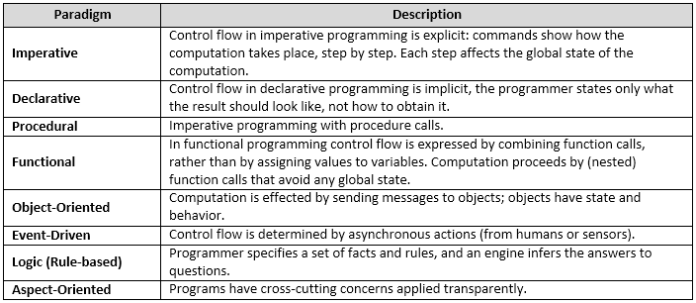 Paradigm Description
Imperative
Control flow in imperative programming is explicit: commands show how the
computation takes place, step by step. Each step affects the global state of the
computation.
Declarative
Control flow in declarative programming is implicit, the programmer states only what
the result should look like, not how to obtain it.
Procedural
Imperative programming with procedure calls.
Functional
In functional programming control flow is expressed by combining function calls,
rather than by assigning values to variables. Computation proceeds by (nested)
function calls that avoid any global state.
Object-Oriented
Computation is effected by sending messages to objects; objects have state and
behavior.
Event-Driven
Control flow is determined by asynchronous actions (from humans or sensors).
Logic (Rule-based)
Programmer specifies a set of facts and rules, and an engine infers the answers to
questions.
Aspect-Oriented
Programs have cross-cutting concerns applied transparently.